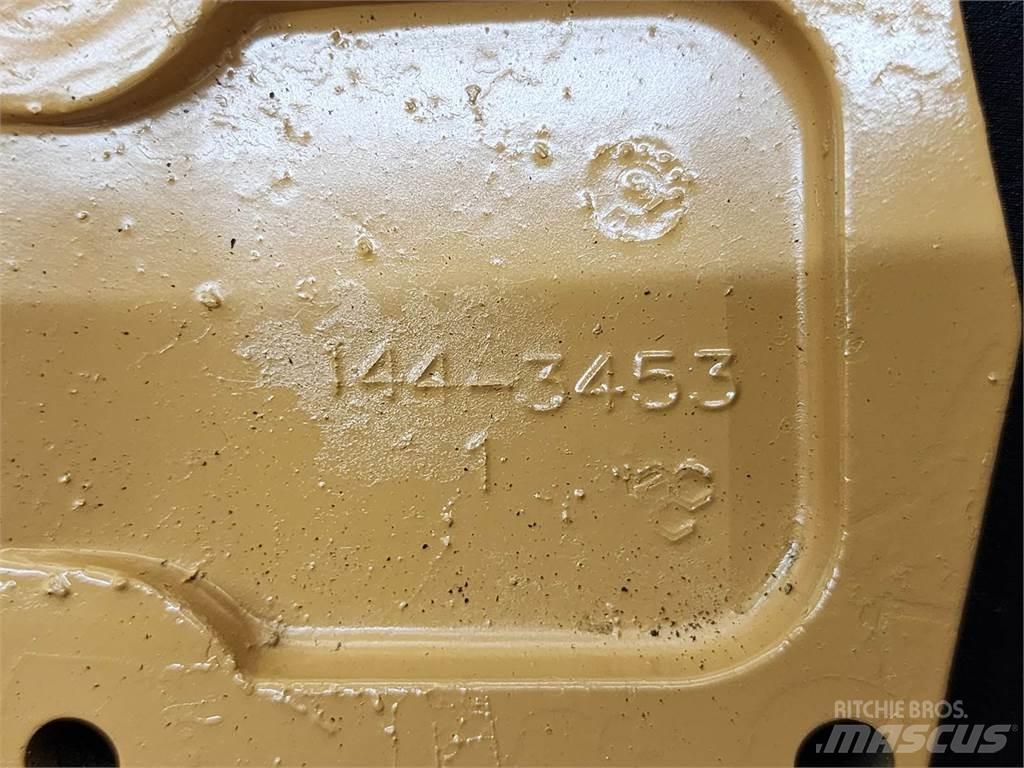 144-3453
1
RITCHIE BROS.
MASCUS